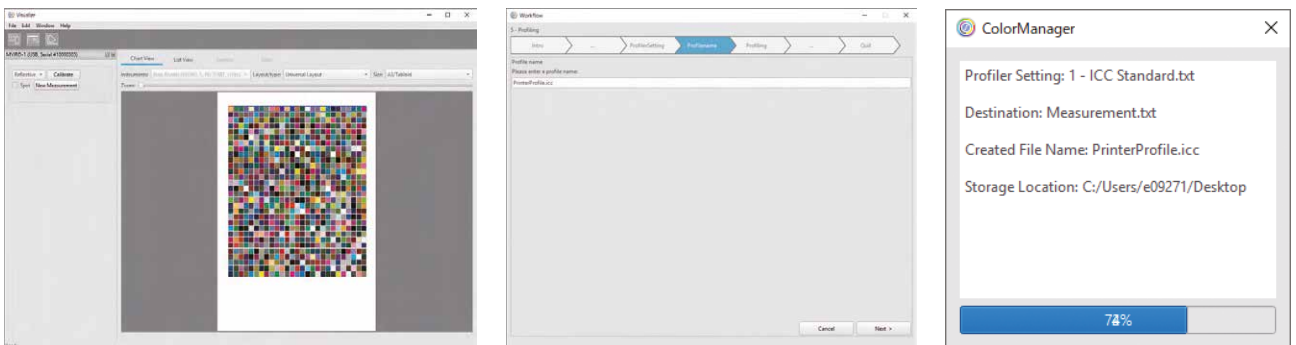 Visualizer
File Edit Window Help
Reflective
Calibrate
Spot New Measurement
Chart View List View
Instruments: Layout type: Universal Layout Size A3/Tabloid
Zoom:
Workflow
5 - Profiling
Intro ... ProfilerSetting Profilename Profiling ... Quit
Profile name
Please enter a profile name:
PrinterProfile.icc
Cancel Next >
ColorManager
Profiler Setting: 1 - ICC Standard.txt
Destination: Measurement.txt
Created File Name: PrinterProfile.icc
Storage Location: C:/Users/e09271/Desktop